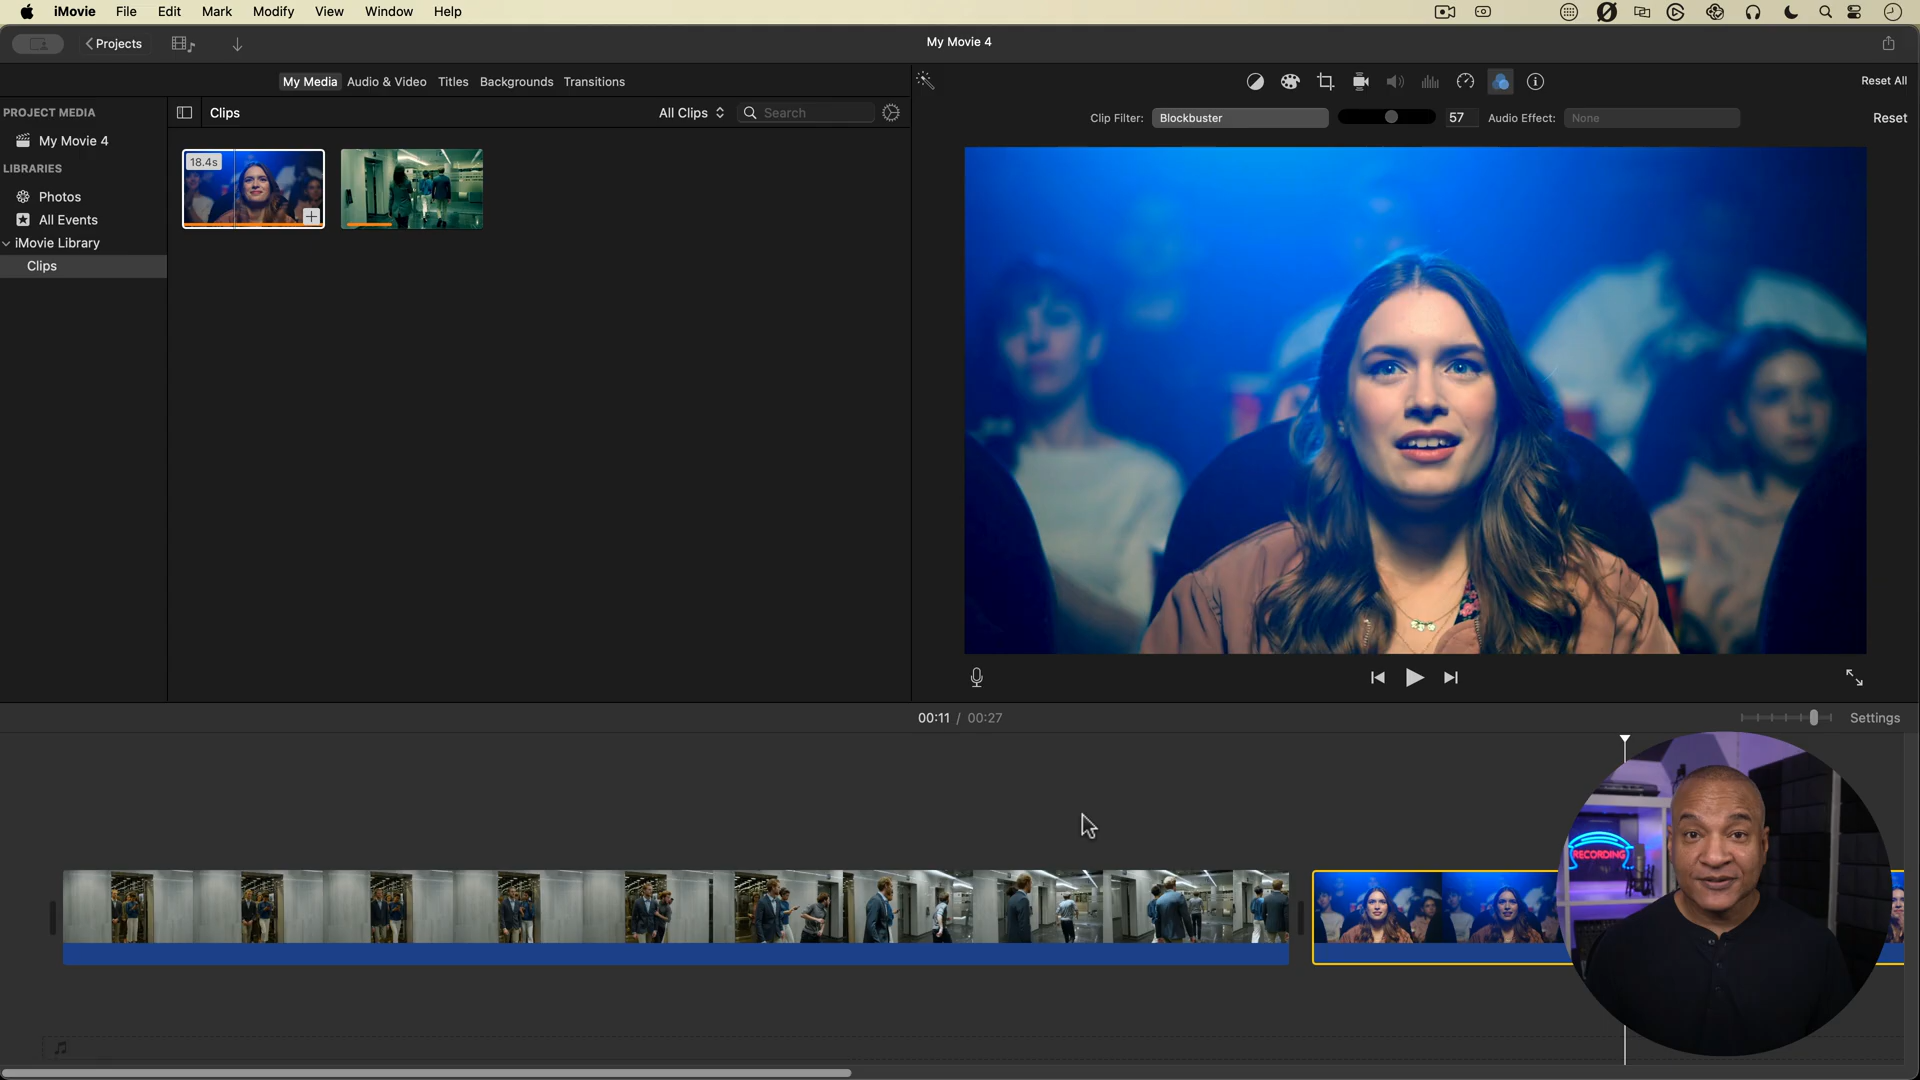 iMovie File Edit Mark Modify View Window Help
Projects
My Movie 4
My Media Audio & Video Titles Backgrounds Transitions
Reset All
PROJECT MEDIA
My Movie 4
LIBRARIES
Photos
All Events
iMovie Library
Clips
Clips
All Clips
Search
18.4s
Clip Filter: Blockbuster 57 Audio Effect: None Reset
00:11 / 00:27
Settings
RECORDING